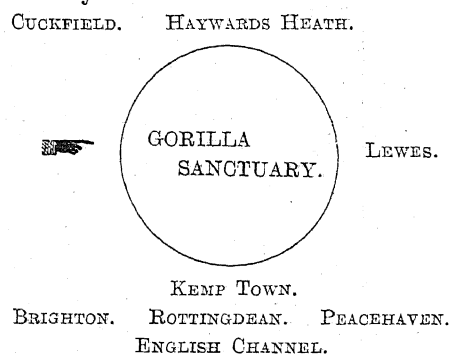 CUCKFIELD. HAYWARDS HEATH.
GORILLA
SANCTUARY.
LEWES.
KEMP TOWN.
BRIGHTON. ROTTINGDEAN. PEACEHAVEN.
ENGLISH CHANNEL.